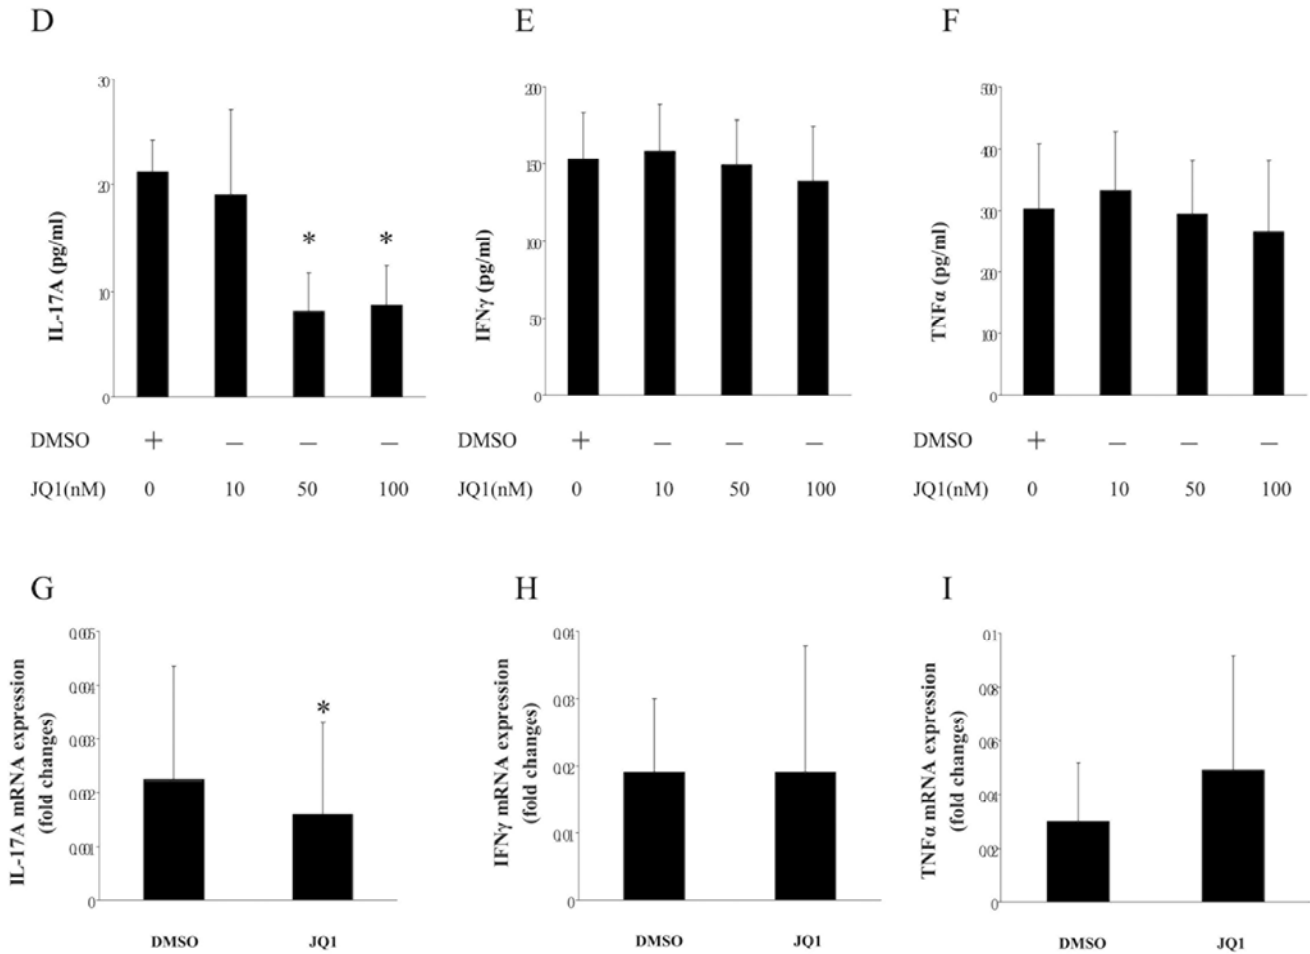 D
E
F
30
20
10
0
IL-17A (pg/ml)
* *
200
150
100
50
0
IFNγ (pg/ml)
500
400
300
200
100
0
TNFα (pg/ml)
DMSO + – – –
DMSO + – – –
DMSO + – – –
JQ1(nM) 0 10 50 100
JQ1(nM) 0 10 50 100
JQ1(nM) 0 10 50 100
G
H
I
0.005
0.004
0.003
0.002
0.001
0
IL-17A mRNA expression
(fold changes)
*
DMSO JQ1
0.04
0.03
0.02
0.01
0
IFNγ mRNA expression
(fold changes)
DMSO JQ1
0.1
0.08
0.06
0.04
0.02
0
TNFα mRNA expression
(fold changes)
DMSO JQ1